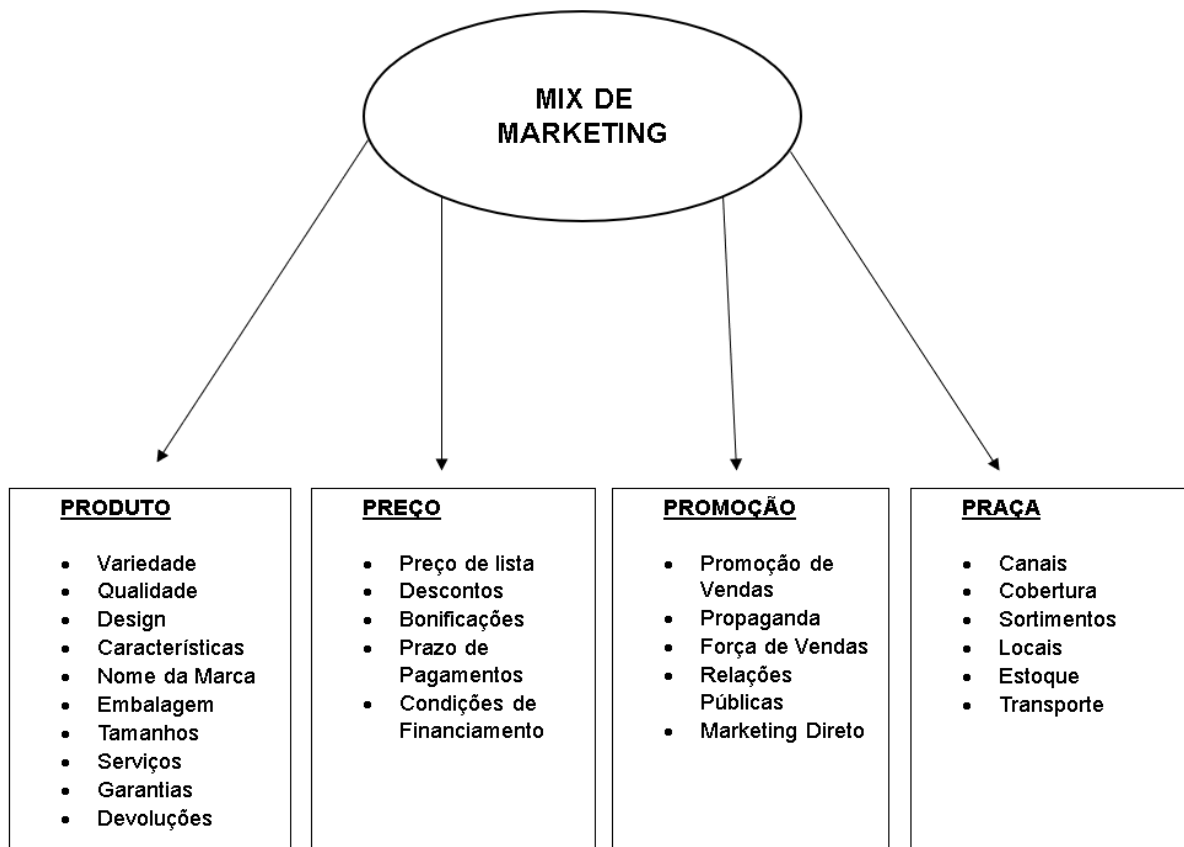 MIX DE
MARKETING
PRODUTO
• Variedade
• Qualidade
• Design
• Características
• Nome da Marca
• Embalagem
• Tamanhos
• Serviços
• Garantias
• Devoluções
PREÇO
• Preço de lista
• Descontos
• Bonificações
• Prazo de
Pagamentos
• Condições de
Financiamento
PROMOÇÃO
• Promoção de
Vendas
• Propaganda
• Força de Vendas
• Relações
Públicas
• Marketing Direto
PRAÇA
• Canais
• Cobertura
• Sortimentos
• Locais
• Estoque
• Transporte